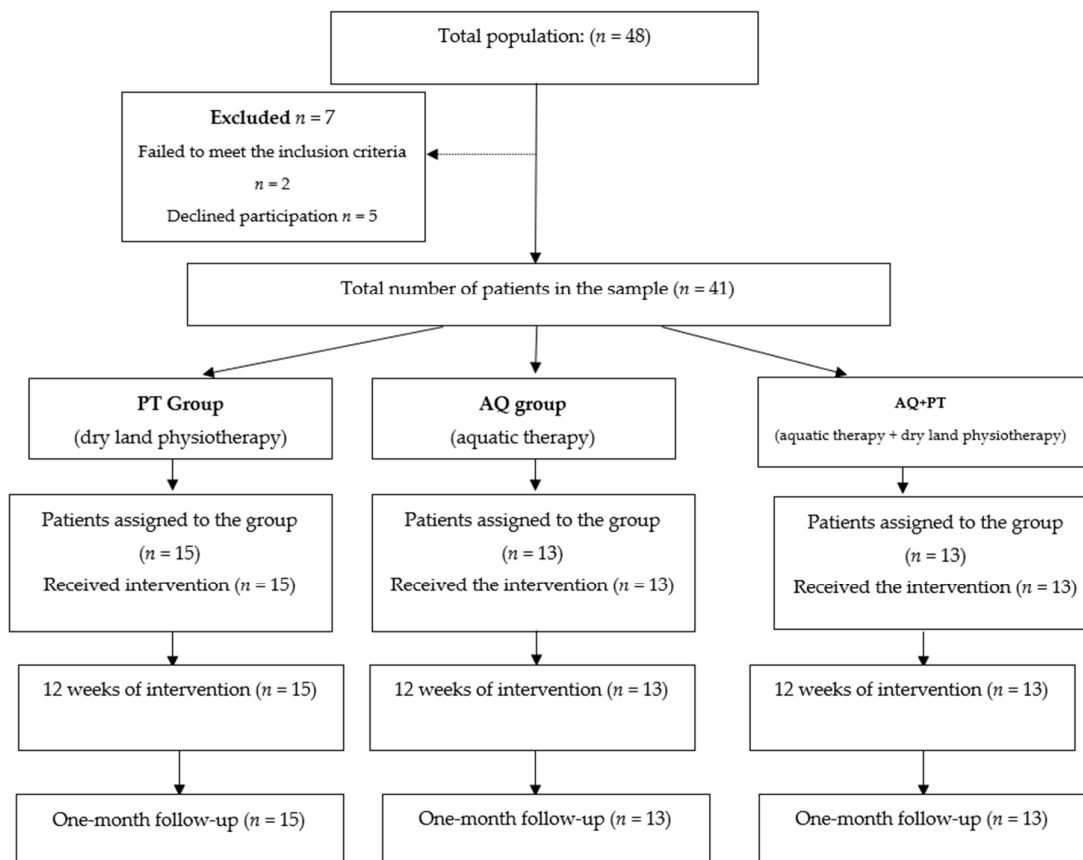 Total population: (n = 48)
Excluded n = 7
Failed to meet the inclusion criteria
n = 2
Declined participation n = 5
Total number of patients in the sample (n = 41)
PT Group
(dry land physiotherapy)
AQ group
(aquatic therapy)
AQ+PT
(aquatic therapy + dry land physiotherapy)
Patients assigned to the group
(n = 15)
Received intervention (n = 15)
Patients assigned to the group
(n = 13)
Received the intervention (n = 13)
Patients assigned to the group
(n = 13)
Received the intervention (n = 13)
12 weeks of intervention (n = 15)
12 weeks of intervention (n = 13)
12 weeks of intervention (n = 13)
One-month follow-up (n = 15)
One-month follow-up (n = 13)
One-month follow-up (n = 13)